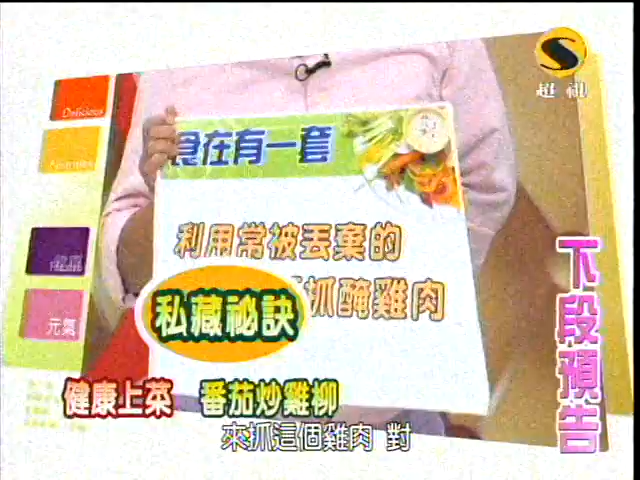 超視
Delicious
食在有一套
利用常被丟棄的
抓醃雞肉
私藏祕訣
元氣
下段預告
健康上菜 番茄炒雞柳
來抓這個雞肉 對